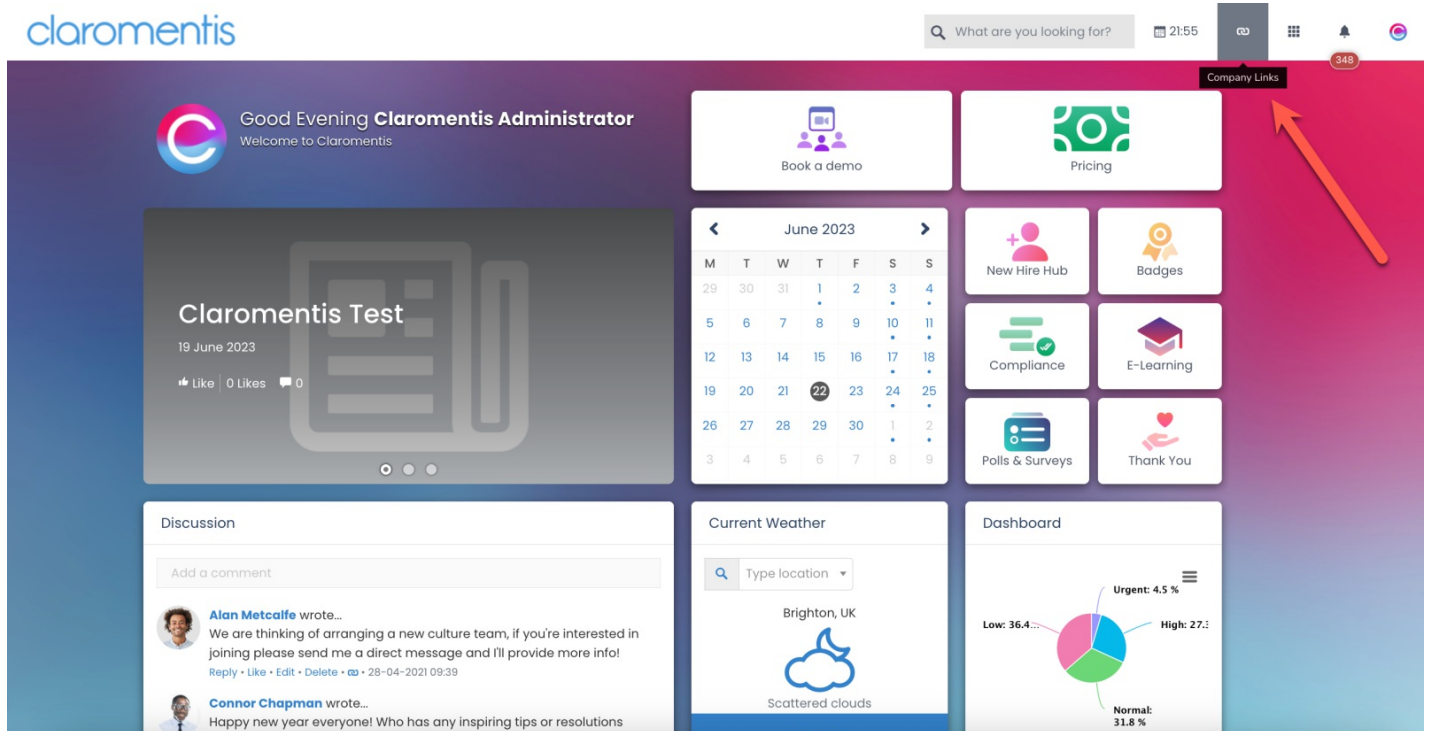 claromentis
What are you looking for?
21:55
348
Company Links
Good Evening Claromentis Administrator
Welcome to Claromentis
Book a demo
Pricing
Claromentis Test
19 June 2023
Like 0 Likes 0
June 2023
M T W T F S S
29 30 31 1 2 3 4
5 6 7 8 9 10 11
12 13 14 15 16 17 18
19 20 21 22 23 24 25
26 27 28 29 30 1 2
3 4 5 6 7 8 9
New Hire Hub
Badges
Compliance
E-Learning
Polls & Surveys
Thank You
Discussion
Add a comment
Alan Metcalfe wrote...
We are thinking of arranging a new culture team, if you're interested in
joining please send me a direct message and I'll provide more info!
Reply • Like • Edit • Delete • • 28-04-2021 09:39
Connor Chapman wrote...
Happy new year everyone! Who has any inspiring tips or resolutions
Current Weather
Type location
Brighton, UK
Scattered clouds
Dashboard
Urgent: 4.5 %
Low: 36.4...
High: 27.3
Normal:
31.8 %